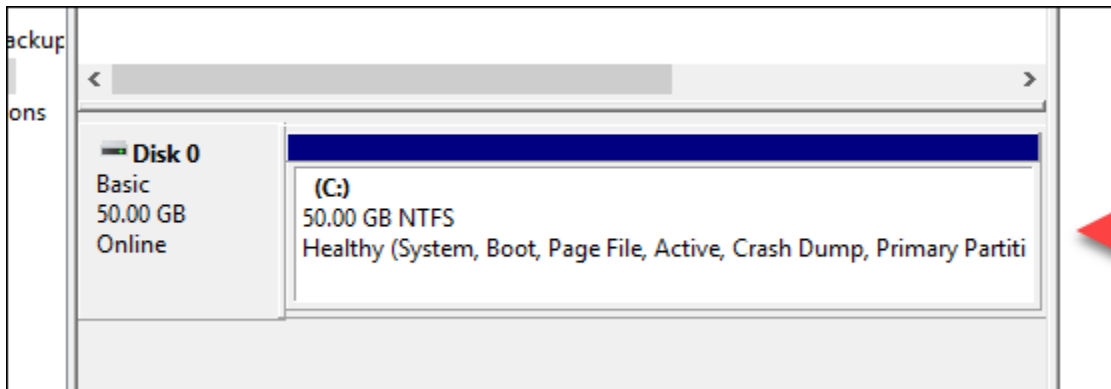 ackup
ons
Disk 0
Basic
50.00 GB
Online
(C:)
50.00 GB NTFS
Healthy (System, Boot, Page File, Active, Crash Dump, Primary Partiti